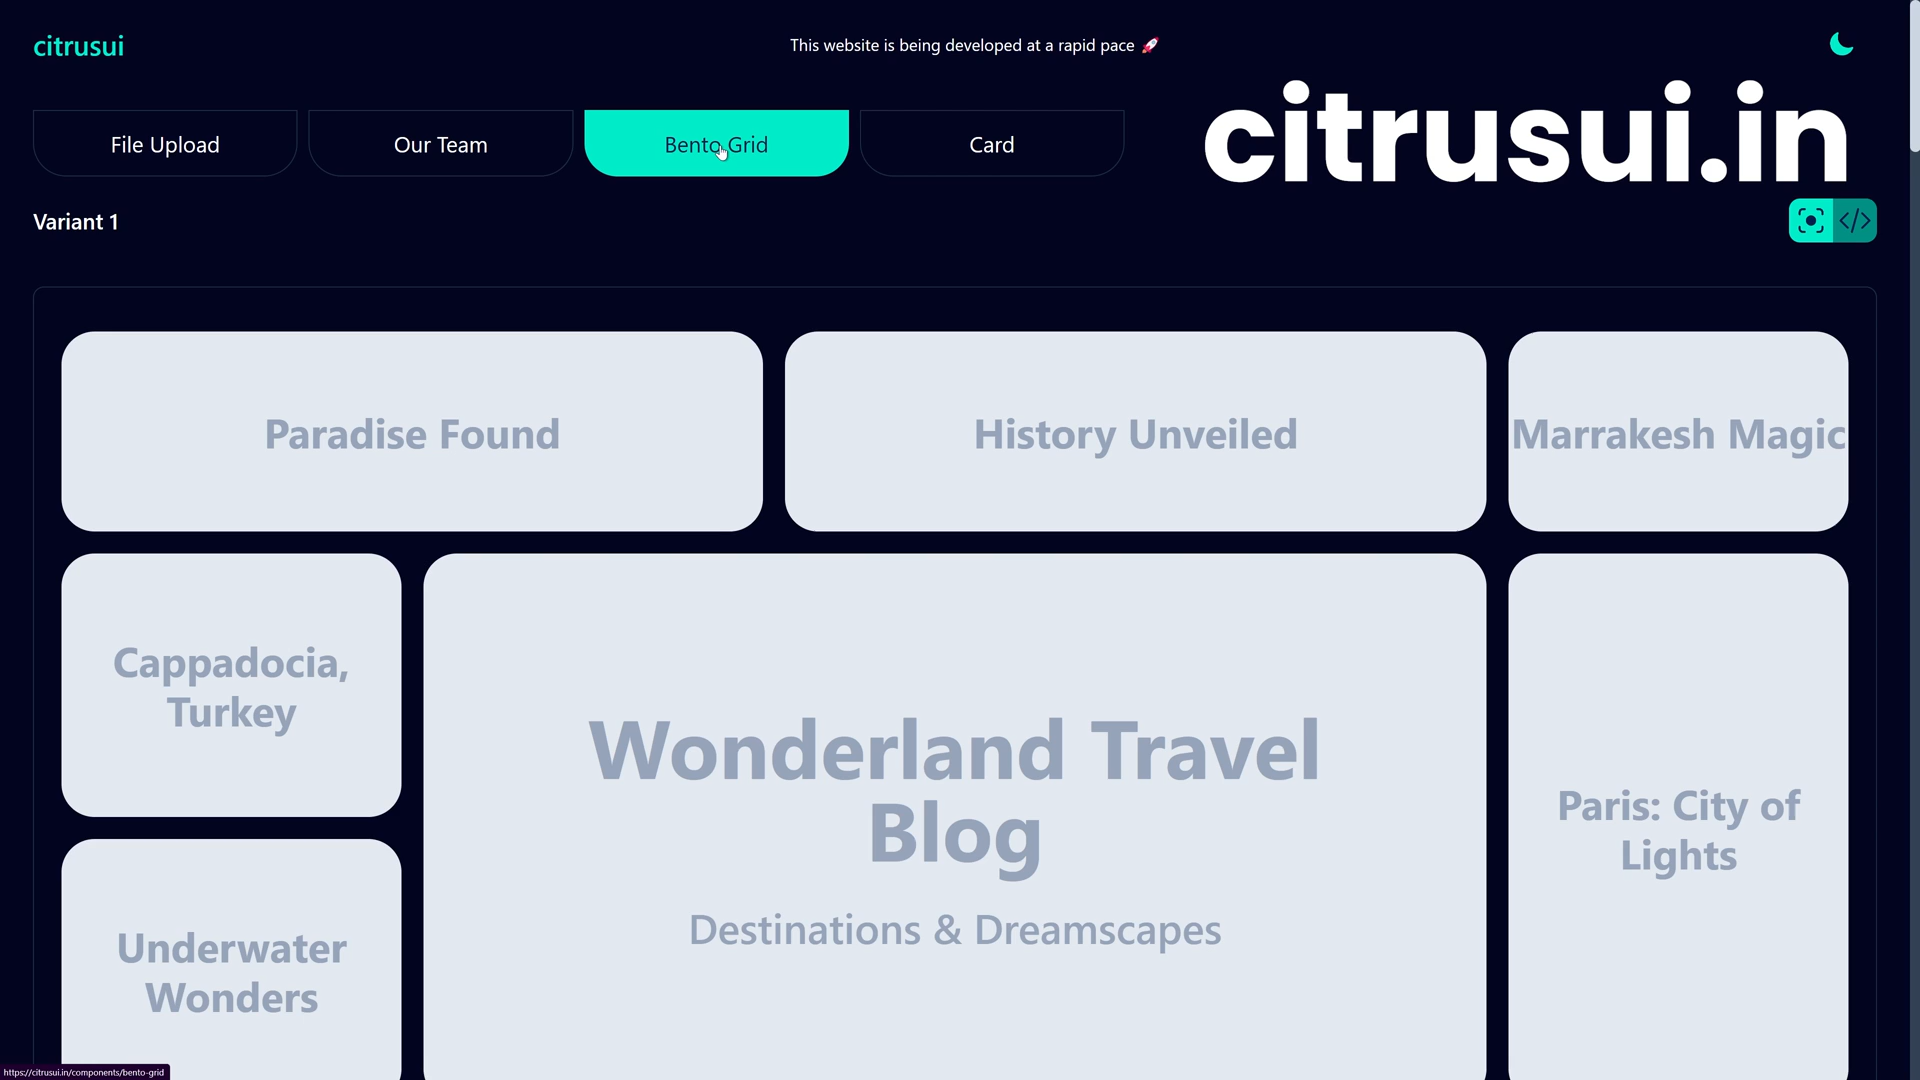 citrusui
This website is being developed at a rapid pace 🚀
citrusui.in
File Upload
Our Team
Bento Grid
Card
Variant 1
</>
Paradise Found
History Unveiled
Marrakesh Magic
Cappadocia,
Turkey
Wonderland Travel
Blog
Destinations & Dreamscapes
Paris: City of
Lights
Underwater
Wonders
https://citrusui.in/components/bento-grid